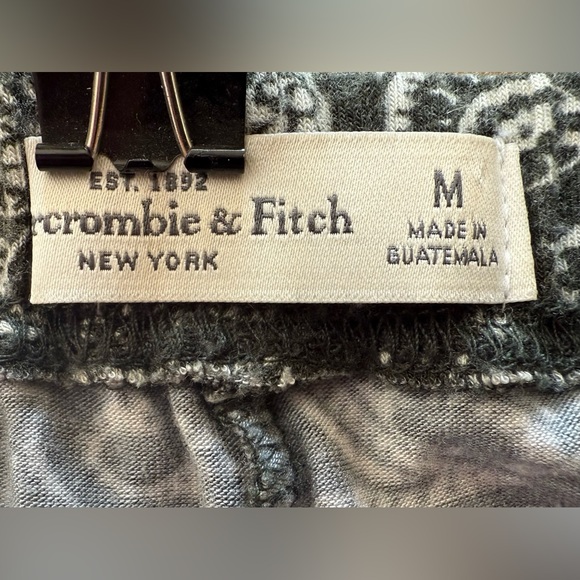 EST. 1892
rcrombie & Fitch
NEW YORK
M
MADE IN
GUATEMALA